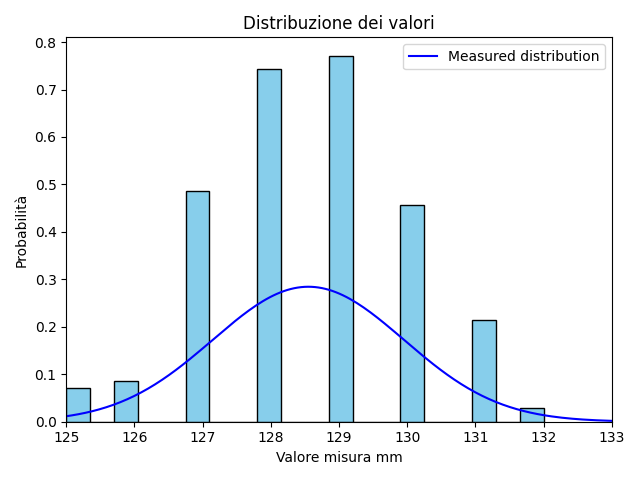 Distribuzione dei valori
Measured distribution
0.8
0.7
0.6
0.5
0.4
0.3
0.2
0.1
0.0
Probabilità
125 126 127 128 129 130 131 132 133
Valore misura mm